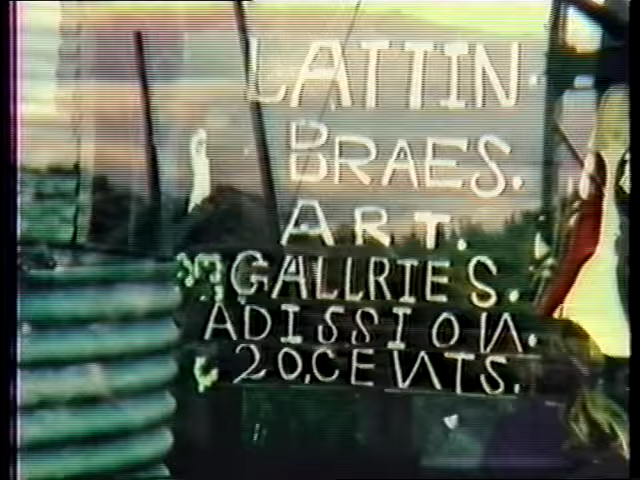 LATTIN.
BRAES.
ART.
GALLRIES.
ADISSION.
20.CENTS.